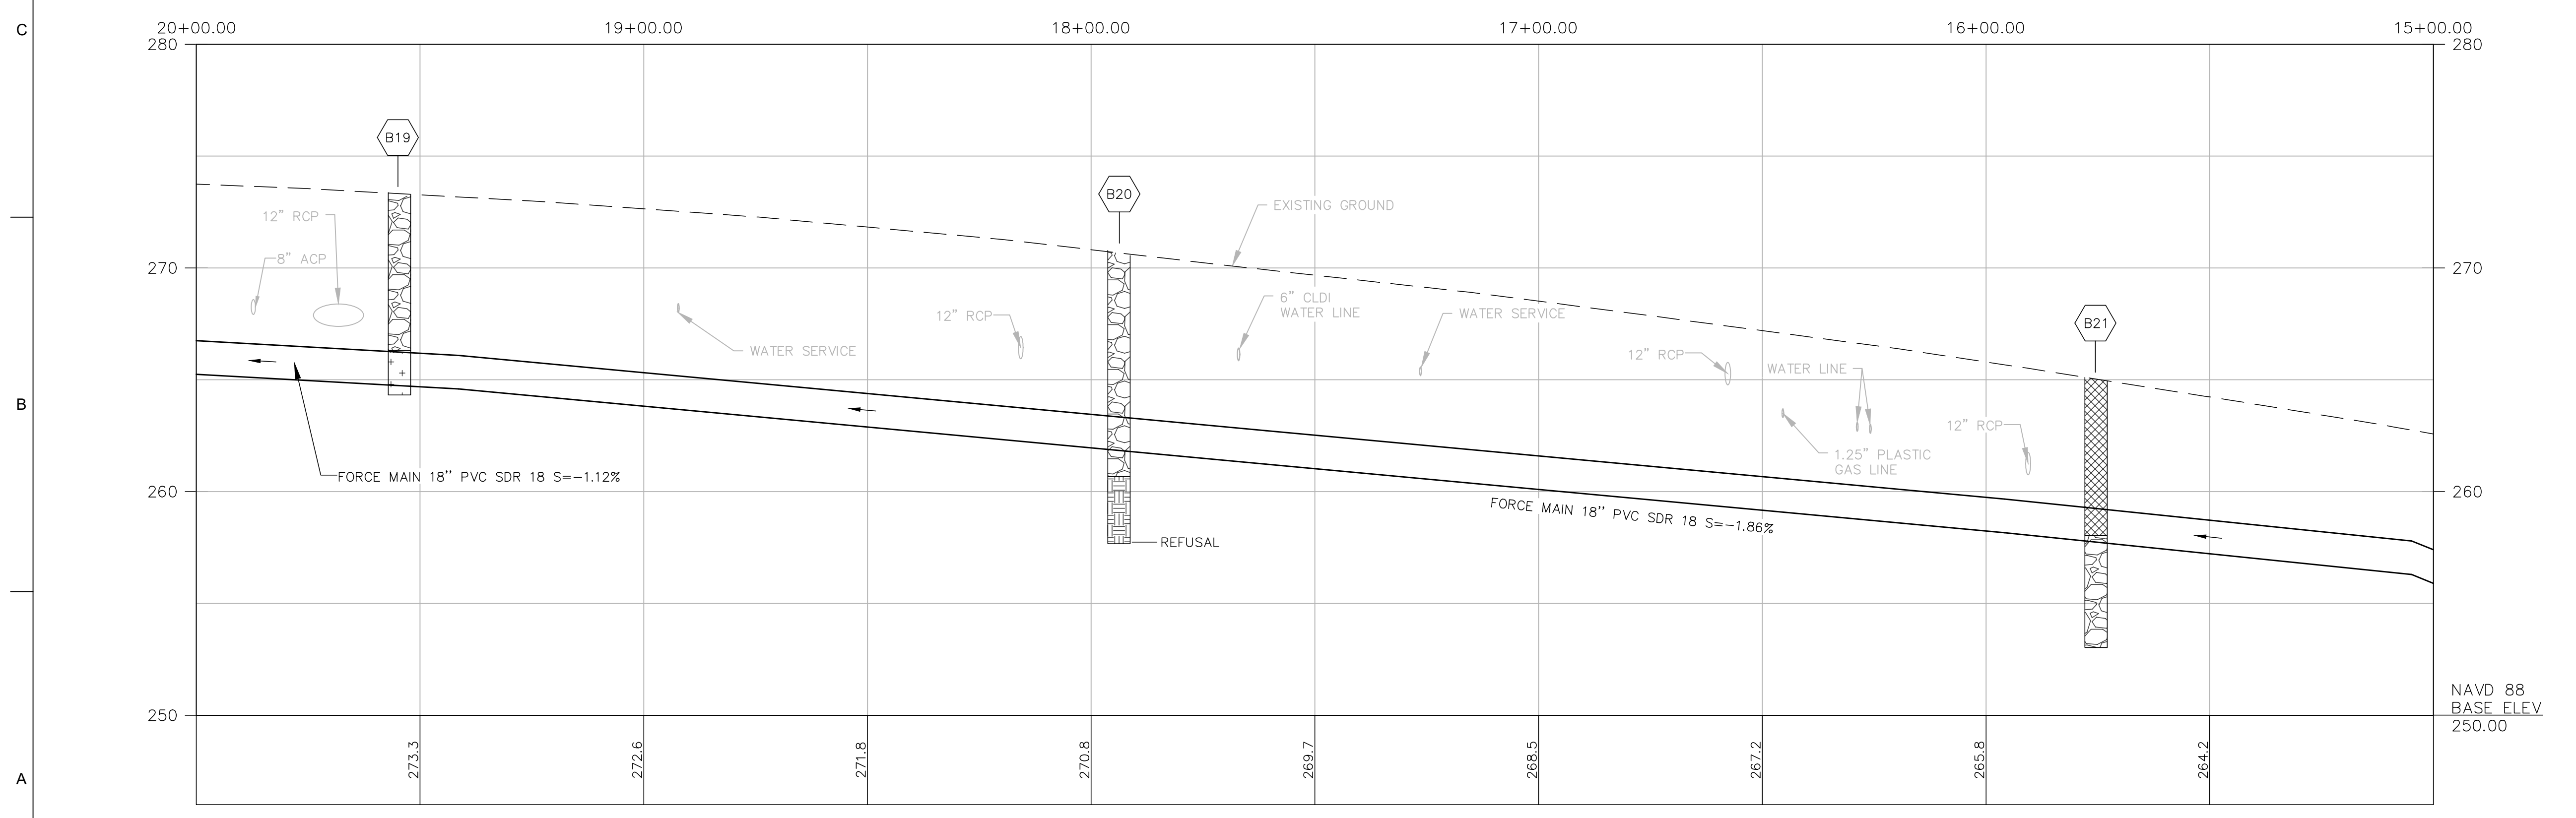 C
20+00.00
19+00.00
18+00.00
17+00.00
16+00.00
15+00.00
280
280
B19
B20
EXISTING GROUND
12" RCP
8" ACP
270
270
6" CLDI
WATER LINE
12" RCP
WATER SERVICE
B21
WATER SERVICE
12" RCP
WATER LINE
B
12" RCP
1.25" PLASTIC
GAS LINE
FORCE MAIN 18" PVC SDR 18 S=-1.12%
260
260
FORCE MAIN 18" PVC SDR 18 S=-1.86%
REFUSAL
NAVD 88
BASE ELEV
250.00
250
273.3
272.6
271.8
270.8
269.7
268.5
267.2
265.8
264.2
A